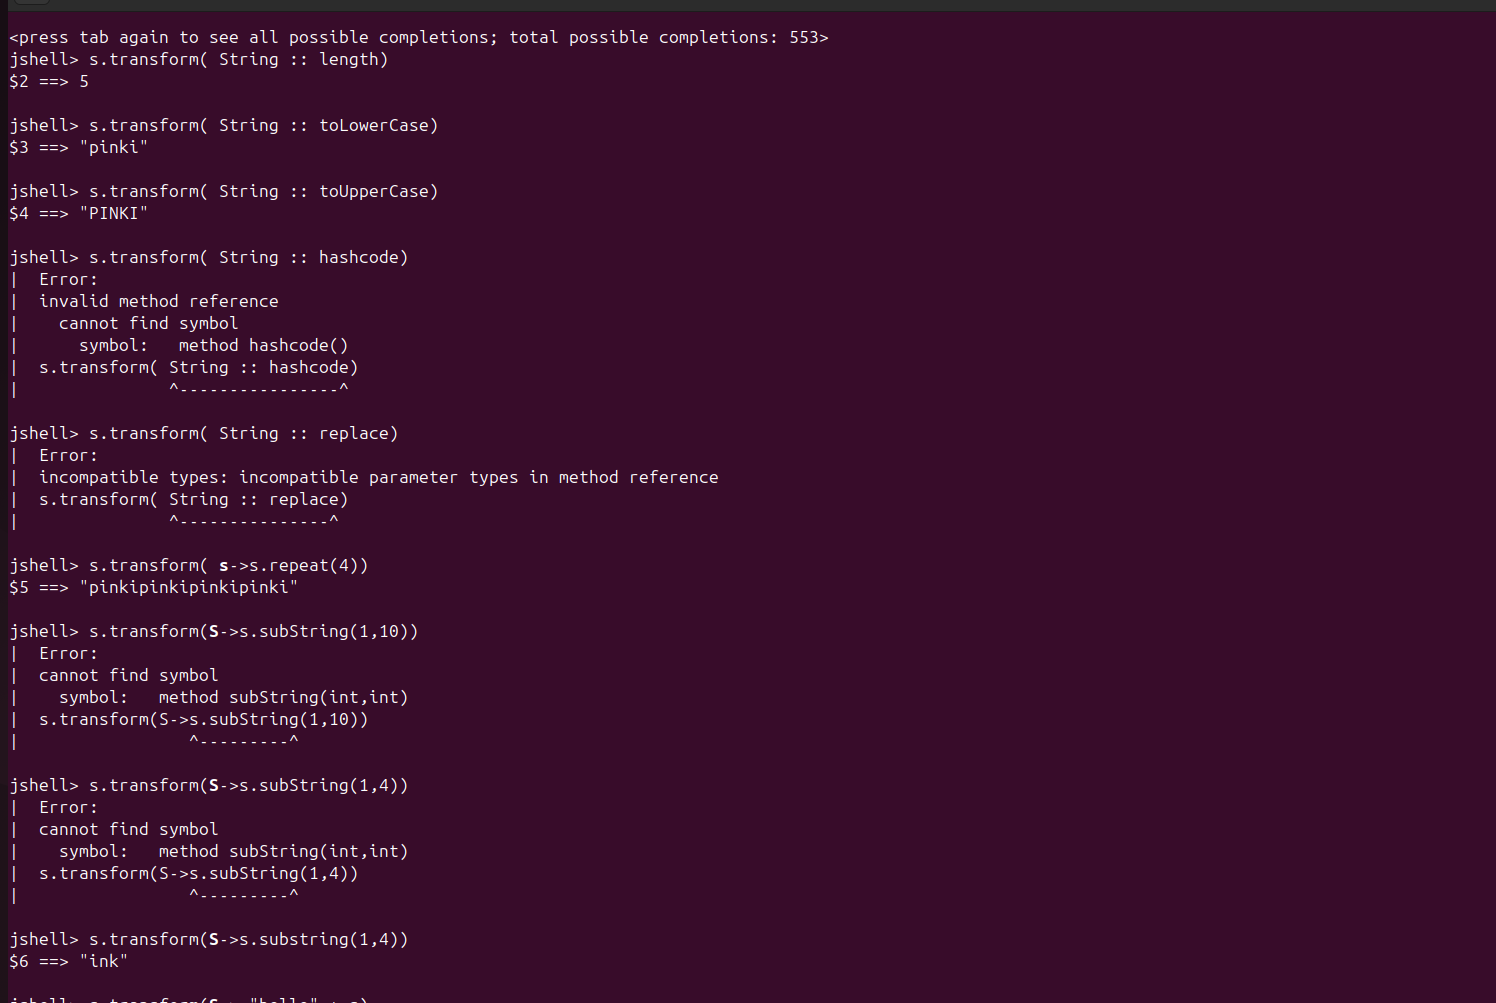 <press tab again to see all possible completions; total possible completions: 553>
jshell> s.transform( String :: length)
$2 ==> 5
jshell> s.transform( String :: toLowerCase)
$3 ==> "pinki"
jshell> s.transform( String :: toUpperCase)
$4 ==> "PINKI"
jshell> s.transform( String :: hashcode)
|  Error:
|  invalid method reference
|    cannot find symbol
|      symbol:   method hashcode()
|  s.transform( String :: hashcode)
|               ^----------------^
jshell> s.transform( String :: replace)
|  Error:
|  incompatible types: incompatible parameter types in method reference
|  s.transform( String :: replace)
|               ^---------------^
jshell> s.transform( s->s.repeat(4))
$5 ==> "pinkipinkipinkipinki"
jshell> s.transform(S->s.subString(1,10))
|  Error:
|  cannot find symbol
|    symbol:   method subString(int,int)
|  s.transform(S->s.subString(1,10))
|                 ^---------^
jshell> s.transform(S->s.subString(1,4))
|  Error:
|  cannot find symbol
|    symbol:   method subString(int,int)
|  s.transform(S->s.subString(1,4))
|                 ^---------^
jshell> s.transform(S->s.substring(1,4))
$6 ==> "ink"
jshell> s.transform(S-> "hello" + s)